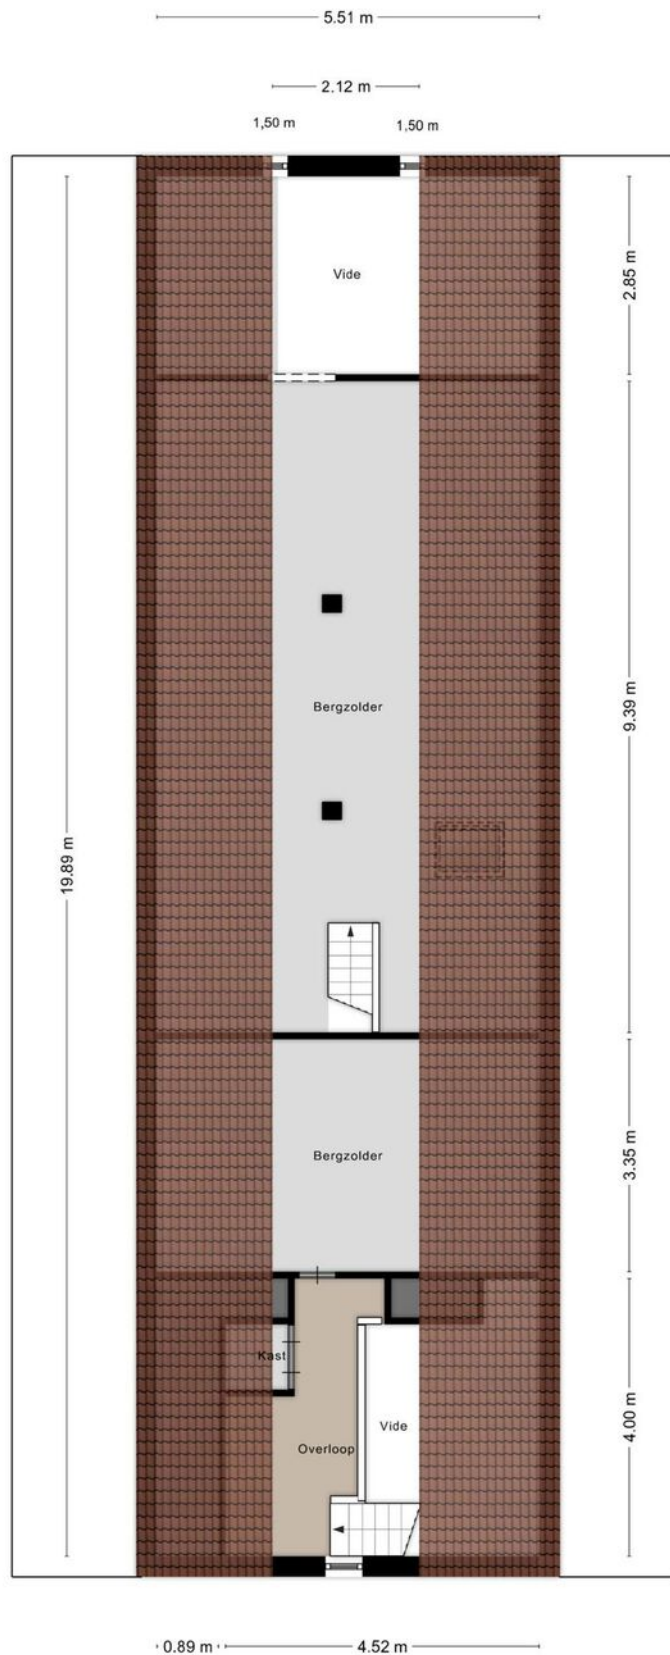 5.51 m
2.12 m
1,50 m
1,50 m
Vide
2.85 m
Bergzolder
9.39 m
19.89 m
Bergzolder
3.35 m
Kast
Vide
4.00 m
Overloop
0.89 m
4.52 m